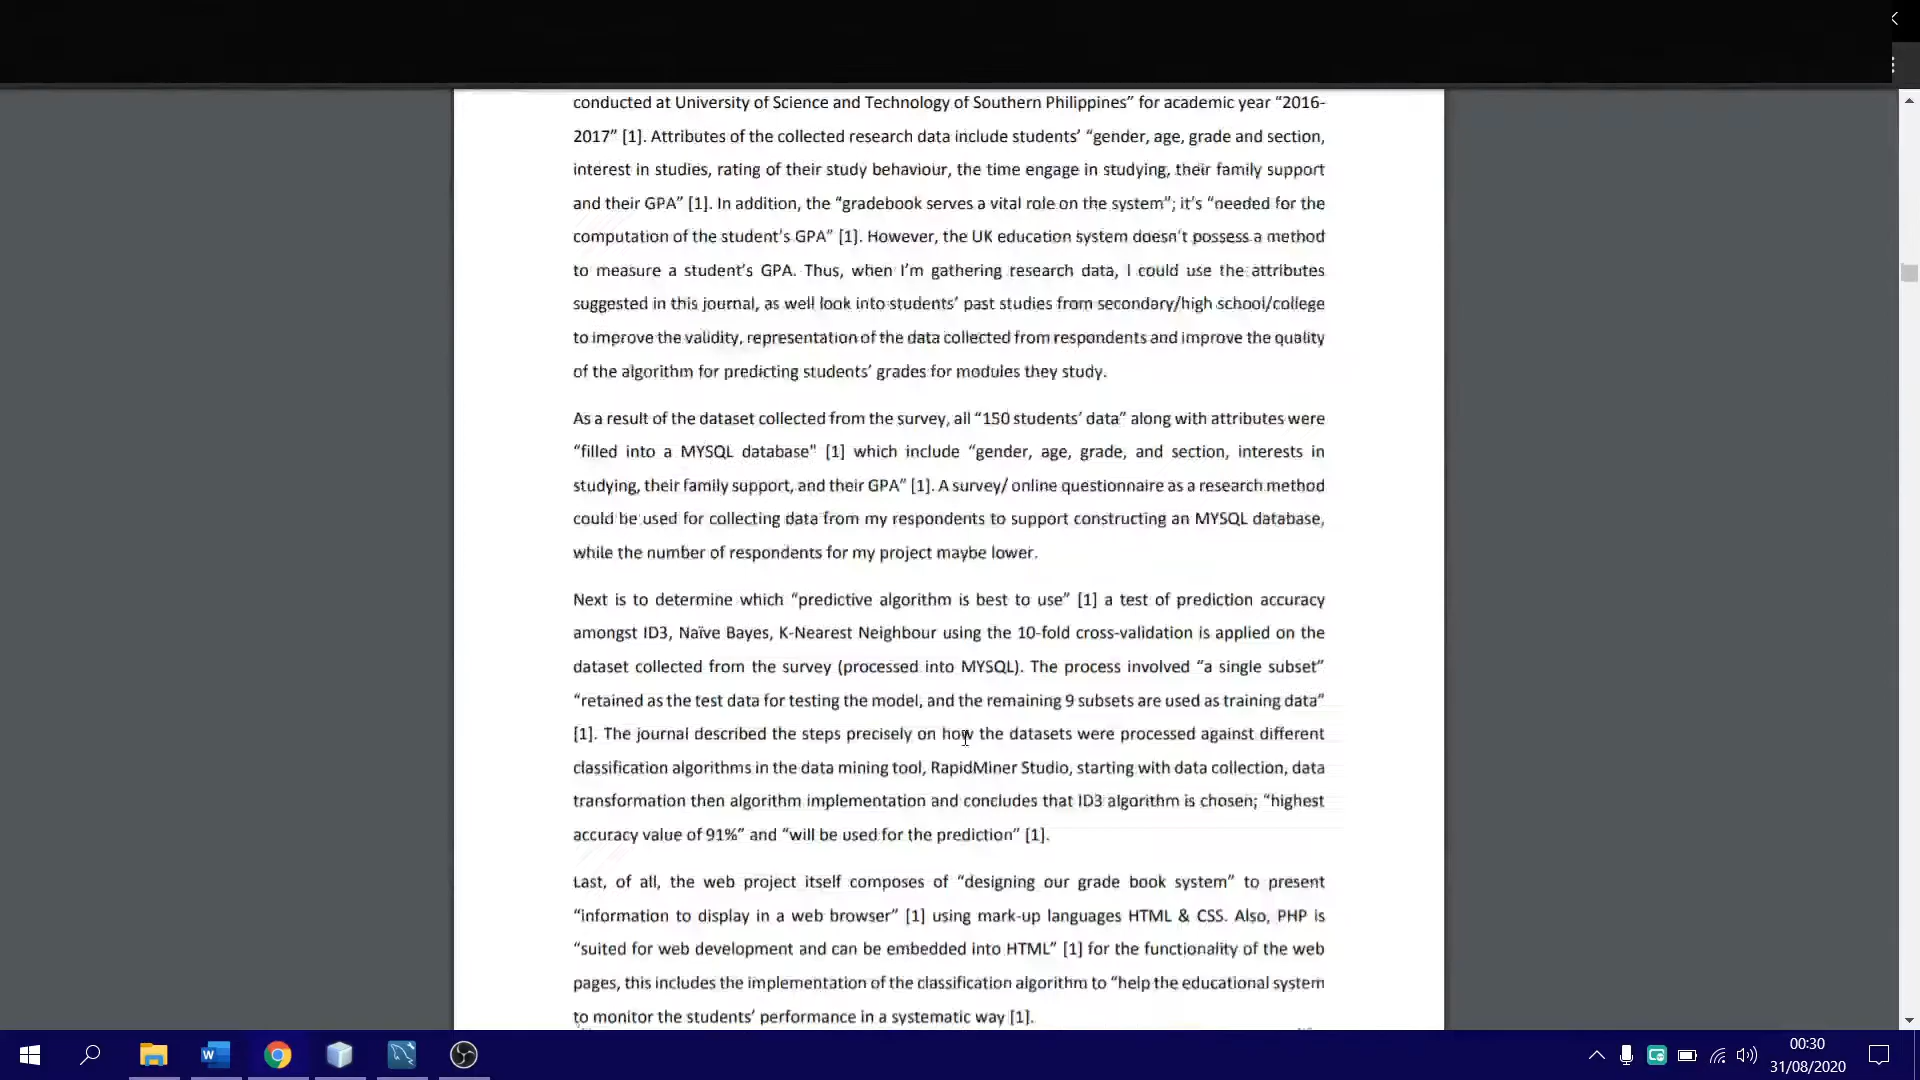 conducted at University of Science and Technology of Southern Philippines” for academic year “2016-
2017” [1]. Attributes of the collected research data include students’ “gender, age, grade and section,
interest in studies, rating of their study behaviour, the time engage in studying, their family support
and their GPA” [1]. In addition, the “gradebook serves a vital role on the system”; it’s “needed for the
computation of the student’s GPA” [1]. However, the UK education system doesn’t possess a method
to measure a student’s GPA. Thus, when I’m gathering research data, I could use the attributes
suggested in this journal, as well look into students’ past studies from secondary/high school/college
to improve the validity, representation of the data collected from respondents and improve the quality
of the algorithm for predicting students’ grades for modules they study.
As a result of the dataset collected from the survey, all “150 students’ data” along with attributes were
“filled into a MYSQL database" [1] which include “gender, age, grade, and section, interests in
studying, their family support, and their GPA” [1]. A survey/ online questionnaire as a research method
could be used for collecting data from my respondents to support constructing an MYSQL database,
while the number of respondents for my project maybe lower.
Next is to determine which “predictive algorithm is best to use” [1] a test of prediction accuracy
amongst ID3, Naïve Bayes, K-Nearest Neighbour using the 10-fold cross-validation is applied on the
dataset collected from the survey (processed into MYSQL). The process involved “a single subset”
“retained as the test data for testing the model, and the remaining 9 subsets are used as training data”
[1]. The journal described the steps precisely on how the datasets were processed against different
classification algorithms in the data mining tool, RapidMiner Studio, starting with data collection, data
transformation then algorithm implementation and concludes that ID3 algorithm is chosen; “highest
accuracy value of 91%” and “will be used for the prediction” [1].
Last, of all, the web project itself composes of “designing our grade book system” to present
“information to display in a web browser” [1] using mark-up languages HTML & CSS. Also, PHP is
“suited for web development and can be embedded into HTML” [1] for the functionality of the web
pages, this includes the implementation of the classification algorithm to “help the educational system
to monitor the students’ performance in a systematic way [1].
00:30
31/08/2020